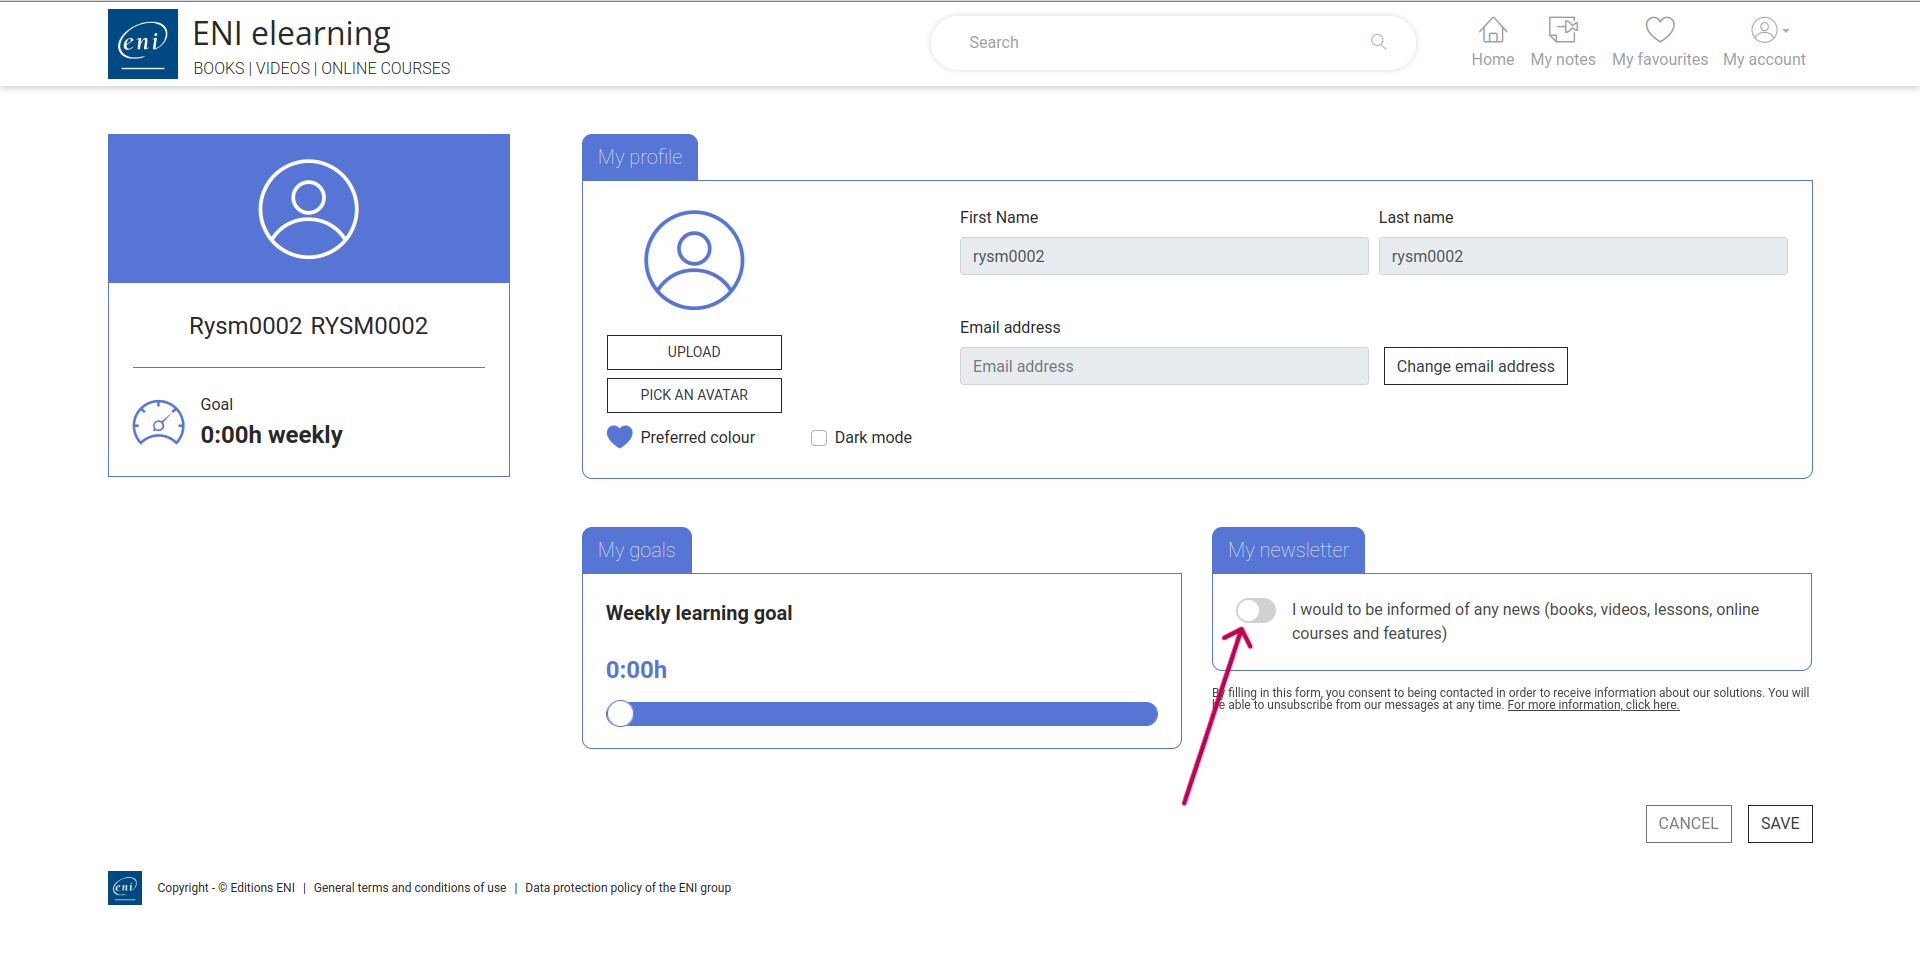 eni
ENI elearning
BOOKS | VIDEOS | ONLINE COURSES
Search
Home
My notes
My favourites
My account
Rysm0002 RYSM0002
Goal
0:00h weekly
My profile
UPLOAD
PICK AN AVATAR
Preferred colour
Dark mode
First Name
Last name
rysm0002
rysm0002
Email address
Email address
Change email address
My goals
Weekly learning goal
0:00h
My newsletter
I would to be informed of any news (books, videos, lessons, online
courses and features)
By filling in this form, you consent to being contacted in order to receive information about our solutions. You will
be able to unsubscribe from our messages at any time. For more information, click here.
CANCEL
SAVE
eni
Copyright - © Editions ENI | General terms and conditions of use | Data protection policy of the ENI group